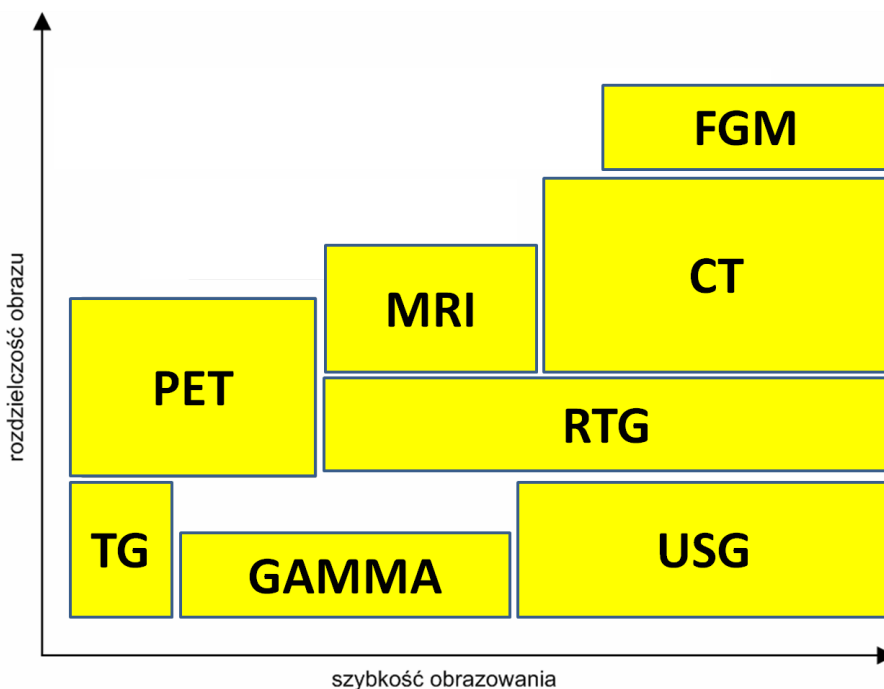 FGM
CT
MRI
PET
RTG
TG
GAMMA
USG
rozdzielczość obrazu
szybkość obrazowania